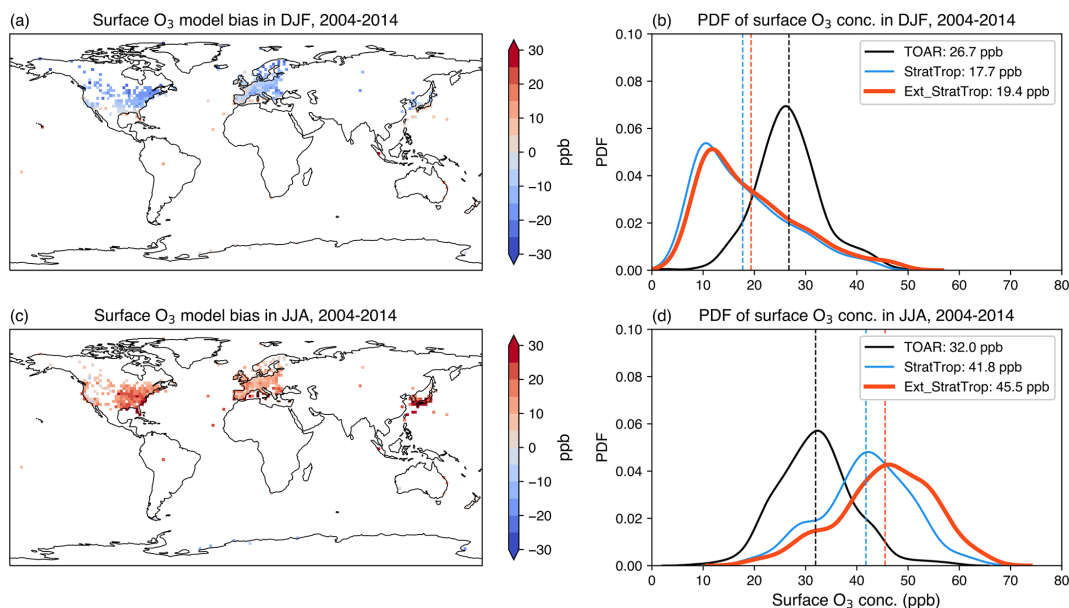 (a) Surface O₃ model bias in DJF, 2004-2014
30
20
10
0
−10
−20
−30
ppb
(b) PDF of surface O₃ conc. in DJF, 2004-2014
0.10
0.08
0.06
0.04
0.02
0.00
PDF
TOAR: 26.7 ppb
StratTrop: 17.7 ppb
Ext_StratTrop: 19.4 ppb
0 10 20 30 40 50 60 70 80
(c) Surface O₃ model bias in JJA, 2004-2014
30
20
10
0
−10
−20
−30
ppb
(d) PDF of surface O₃ conc. in JJA, 2004-2014
0.10
0.08
0.06
0.04
0.02
0.00
PDF
TOAR: 32.0 ppb
StratTrop: 41.8 ppb
Ext_StratTrop: 45.5 ppb
0 10 20 30 40 50 60 70 80
Surface O₃ conc. (ppb)